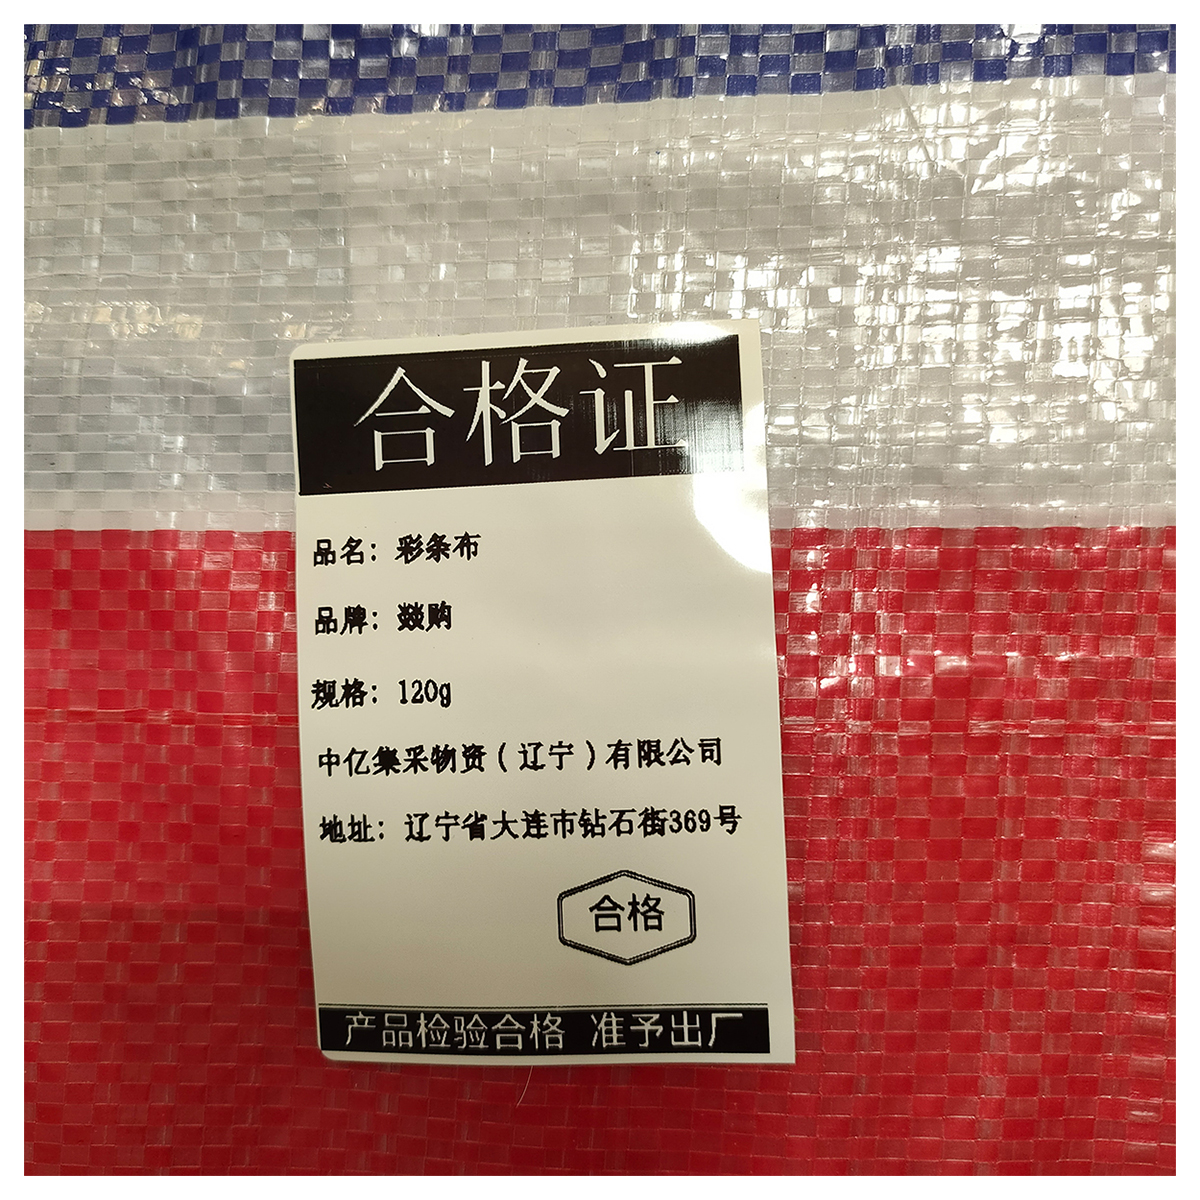 合格证
品名：彩条布
品牌：燚购
规格：120g
中亿集采物资（辽宁）有限公司
地址：辽宁省大连市钻石街369号
合格
产品检验合格 准予出厂